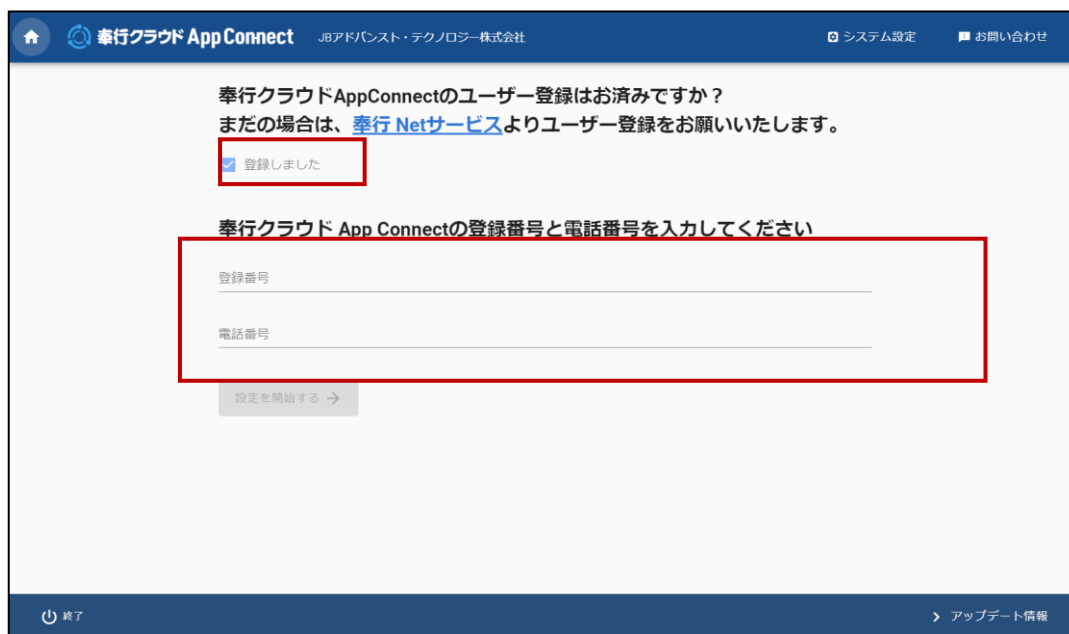 奉行クラウド App Connect JBアドバンスト・テクノロジー株式会社 システム設定 お問い合わせ
奉行クラウドAppConnectのユーザー登録はお済みですか？
まだの場合は、奉行 Netサービスよりユーザー登録をお願いいたします。
登録しました
奉行クラウド App Connectの登録番号と電話番号を入力してください
登録番号
電話番号
設定を開始する →
終了 アップデート情報